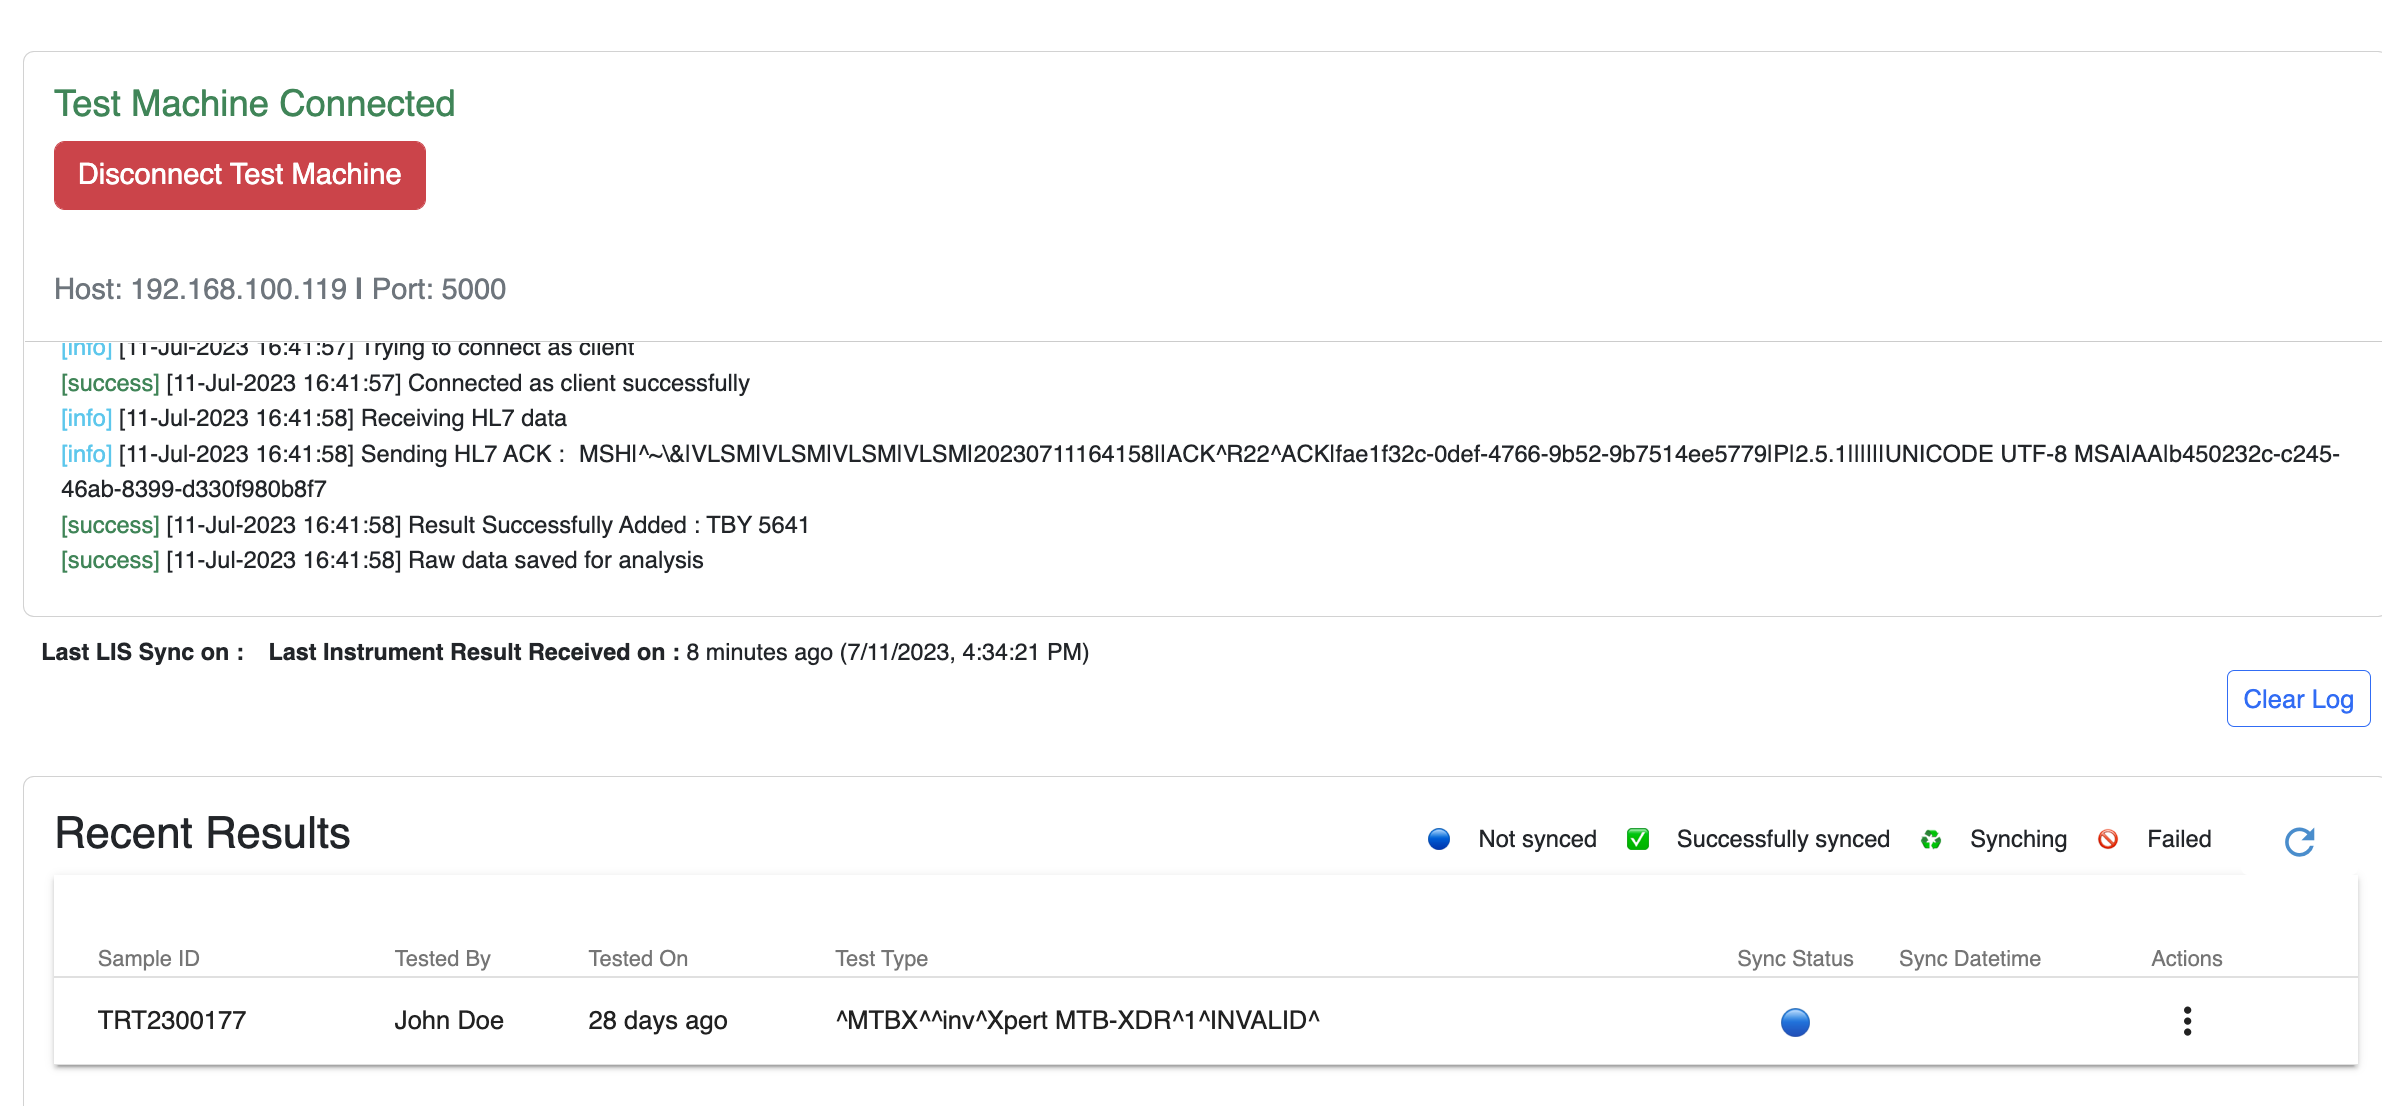 Test Machine Connected
Disconnect Test Machine
Host: 192.168.100.119 | Port: 5000
[info] [11-Jul-2023 16:41:57] Trying to connect as client
[success] [11-Jul-2023 16:41:57] Connected as client successfully
[info] [11-Jul-2023 16:41:58] Receiving HL7 data
[info] [11-Jul-2023 16:41:58] Sending HL7 ACK : MSH|^~\&|VLSM|VLSM|VLSM|VLSM|20230711164158||ACK^R22^ACK|fae1f32c-0def-4766-9b52-9b7514ee5779|P|2.5.1||||||UNICODE UTF-8 MSA|AA|b450232c-c245-
46ab-8399-d330f980b8f7
[success] [11-Jul-2023 16:41:58] Result Successfully Added : TBY 5641
[success] [11-Jul-2023 16:41:58] Raw data saved for analysis
Last LIS Sync on : Last Instrument Result Received on : 8 minutes ago (7/11/2023, 4:34:21 PM)
Clear Log
Recent Results
Not synced Successfully synced Synching Failed
Sample ID Tested By Tested On Test Type Sync Status Sync Datetime Actions
TRT2300177 John Doe 28 days ago ^MTBX^^inv^Xpert MTB-XDR^1^INVALID^